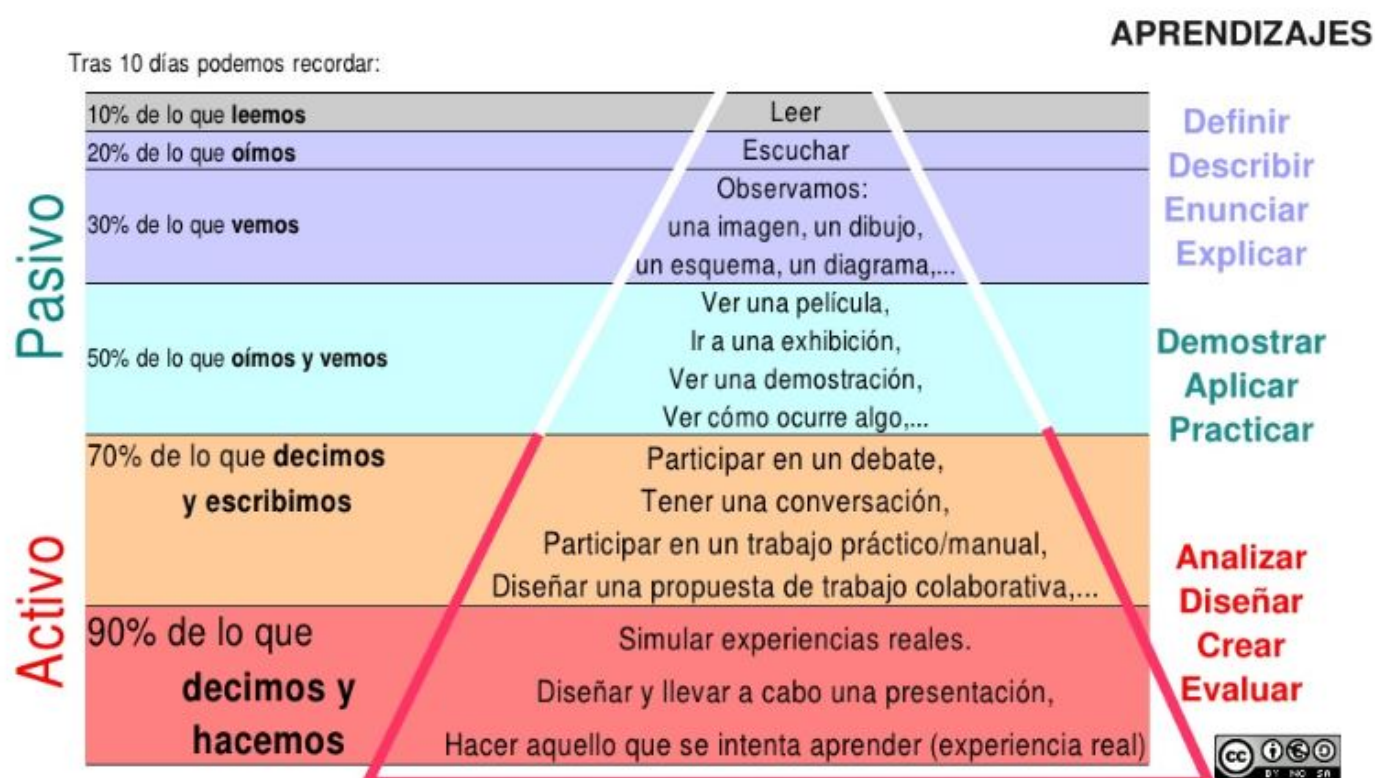 APRENDIZAJES
Tras 10 días podemos recordar:
Pasivo
10% de lo que leemos
Leer
20% de lo que oímos
Escuchar
30% de lo que vemos
Observamos:
una imagen, un dibujo,
un esquema, un diagrama,...
Definir
Describir
Enunciar
Explicar
50% de lo que oímos y vemos
Ver una película,
Ir a una exhibición,
Ver una demostración,
Ver cómo ocurre algo,...
Demostrar
Aplicar
Practicar
Activo
70% de lo que decimos
y escribimos
Participar en un debate,
Tener una conversación,
Participar en un trabajo práctico/manual,
Diseñar una propuesta de trabajo colaborativa,...
90% de lo que
decimos y
hacemos
Simular experiencias reales.
Diseñar y llevar a cabo una presentación,
Hacer aquello que se intenta aprender (experiencia real)
Analizar
Diseñar
Crear
Evaluar
cc
BY NC SA